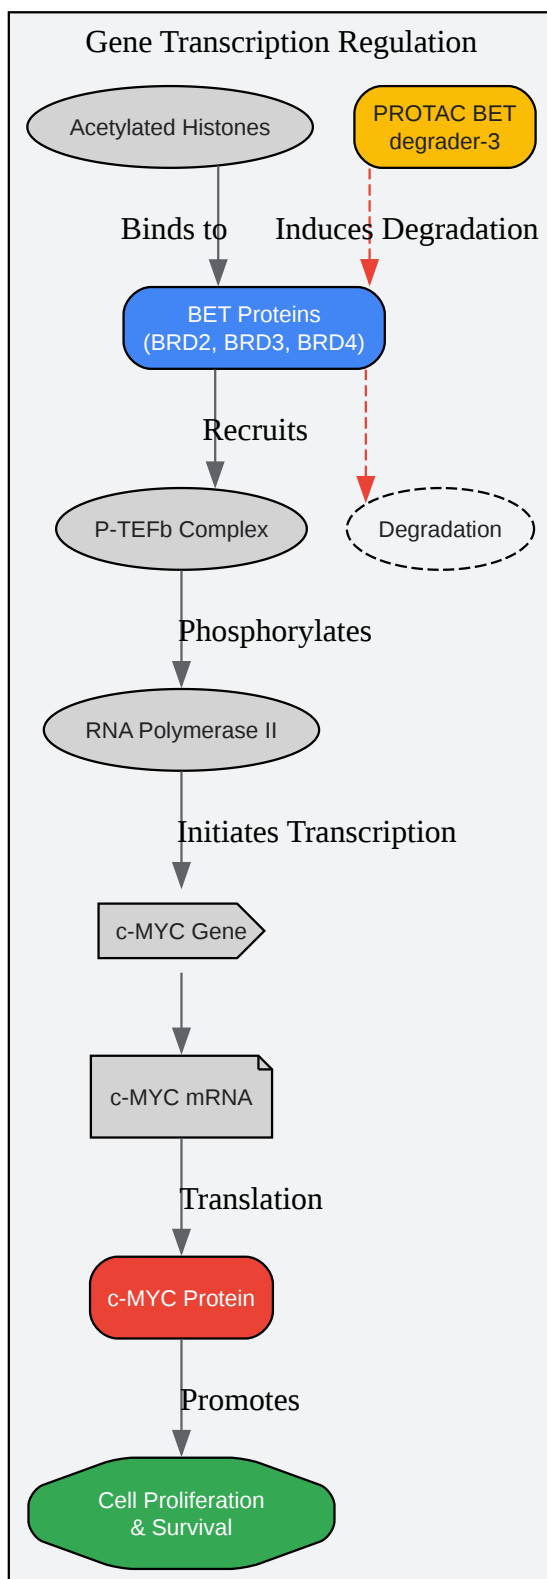 Gene Transcription Regulation
Acetylated Histones
PROTAC BET
degrader-3
Binds to
Induces Degradation
BET Proteins
(BRD2, BRD3, BRD4)
Recruits
P-TEFb Complex
Degradation
Phosphorylates
RNA Polymerase II
Initiates Transcription
c-MYC Gene
c-MYC mRNA
Translation
c-MYC Protein
Promotes
Cell Proliferation
& Survival